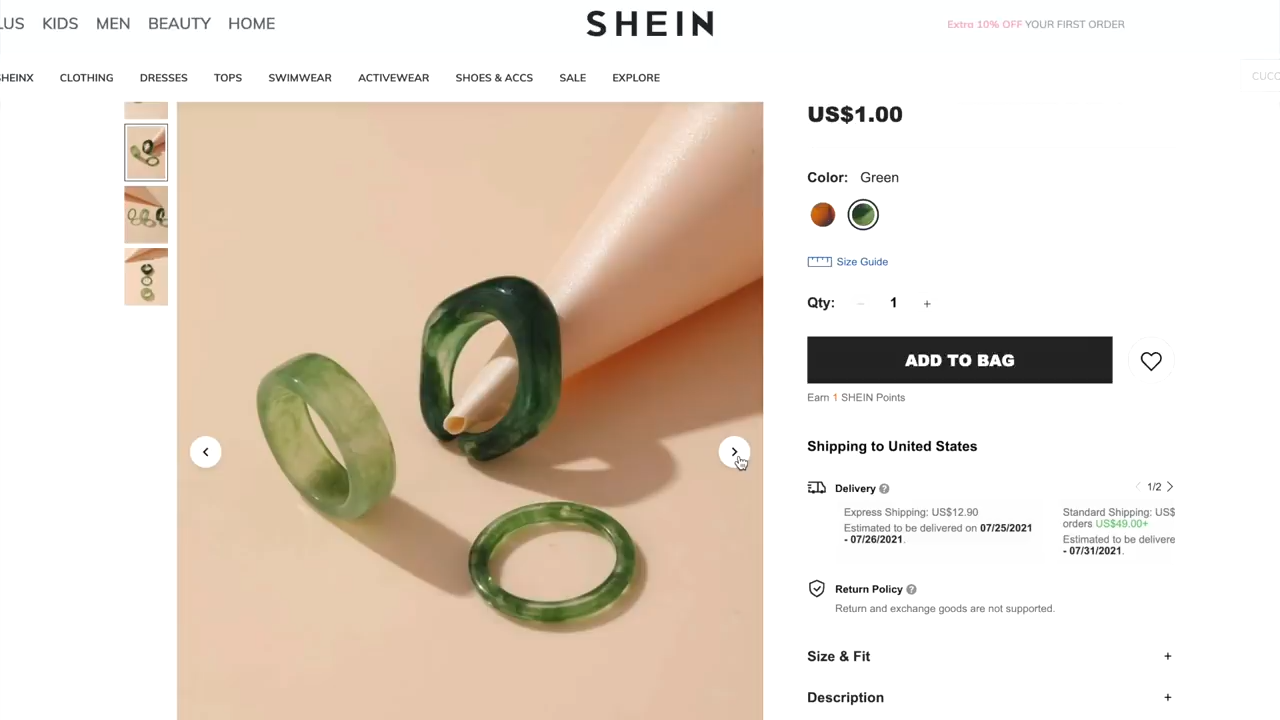 LUS KIDS MEN BEAUTY HOME
SHEIN
Extra 10% OFF YOUR FIRST ORDER
HEINX CLOTHING DRESSES TOPS SWIMWEAR ACTIVEWEAR SHOES & ACCS SALE EXPLORE
CUCC
US$1.00
Color: Green
Size Guide
Qty: − 1 +
ADD TO BAG
Earn 1 SHEIN Points
Shipping to United States
Delivery ?
1/2
Express Shipping: US$12.90
Estimated to be delivered on 07/25/2021
- 07/26/2021.
Standard Shipping: US$
orders US$49.00+
Estimated to be delivere
- 07/31/2021.
Return Policy ?
Return and exchange goods are not supported.
Size & Fit +
Description +